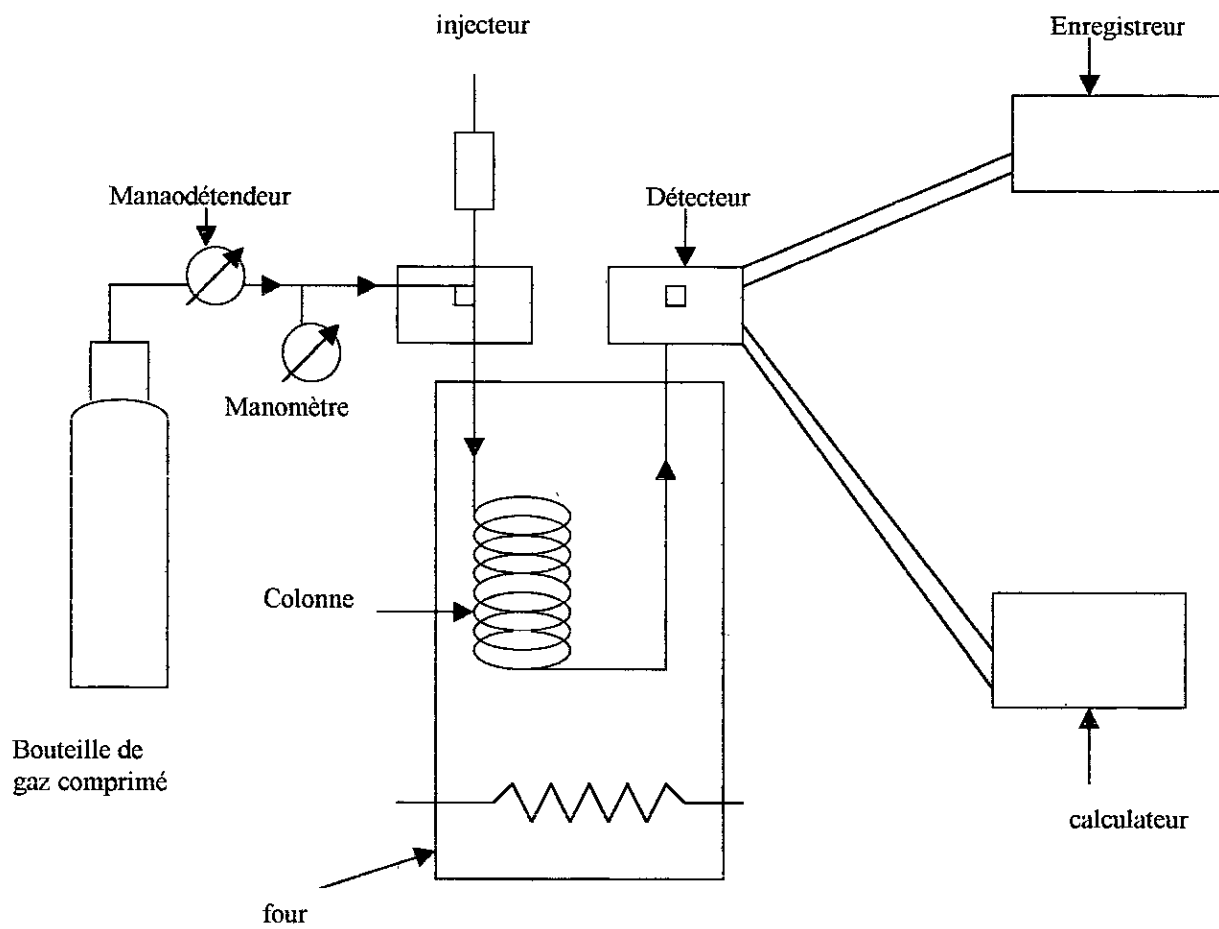 injecteur
Enregistreur
Manaodétendeur
Détecteur
Manomètre
Colonne
Bouteille de
gaz comprimé
calculateur
four